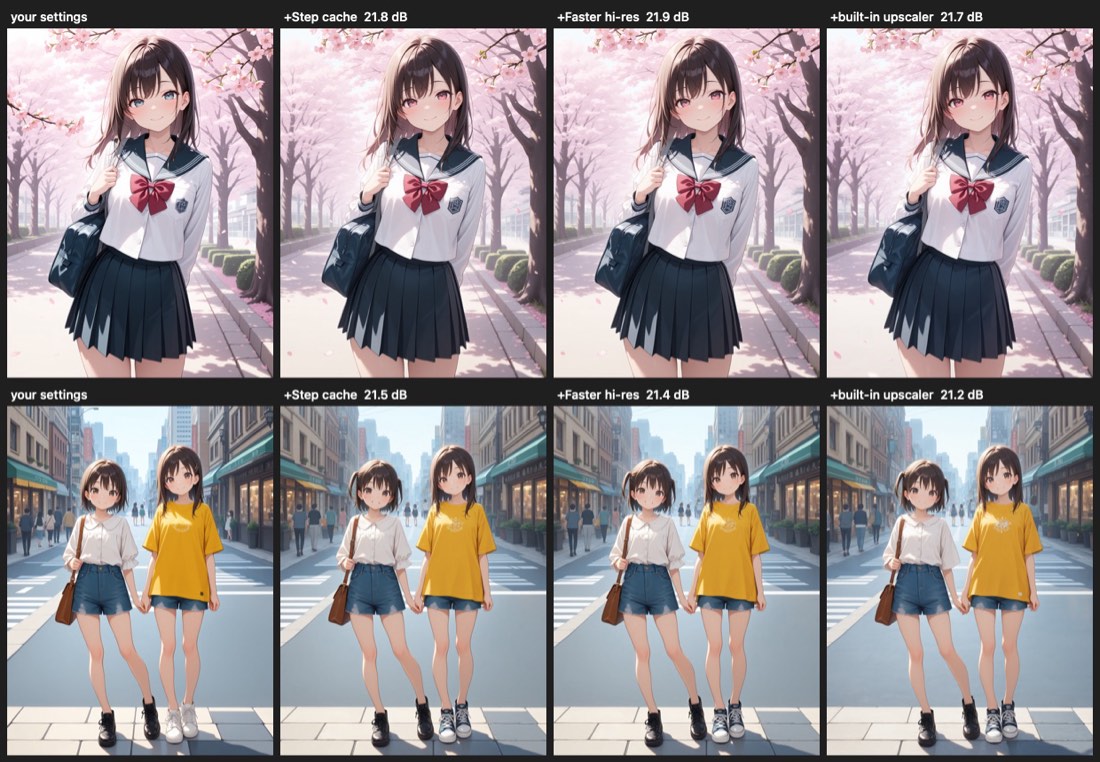 your settings
+Step cache 21.8 dB
+Faster hi-res 21.9 dB
+built-in upscaler 21.7 dB
your settings
+Step cache 21.5 dB
+Faster hi-res 21.4 dB
+built-in upscaler 21.2 dB